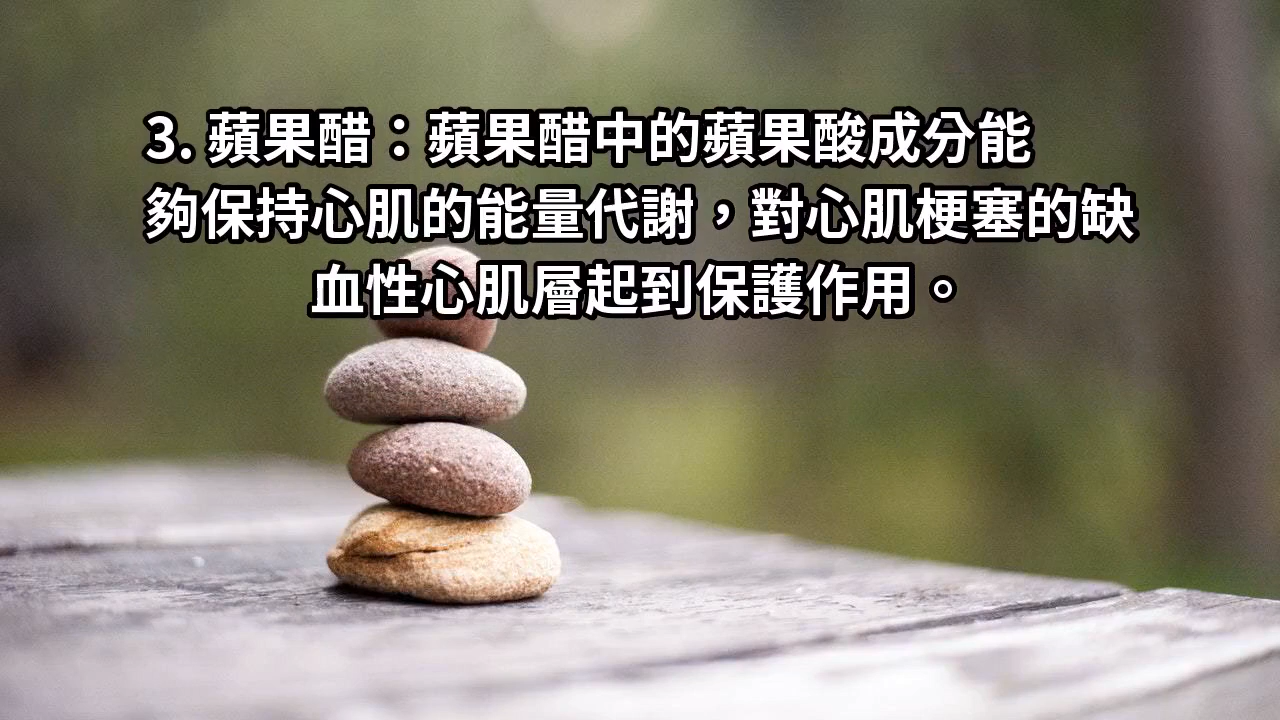 3. 蘋果醋：蘋果醋中的蘋果酸成分能
夠保持心肌的能量代謝，對心肌梗塞的缺
血性心肌層起到保護作用。